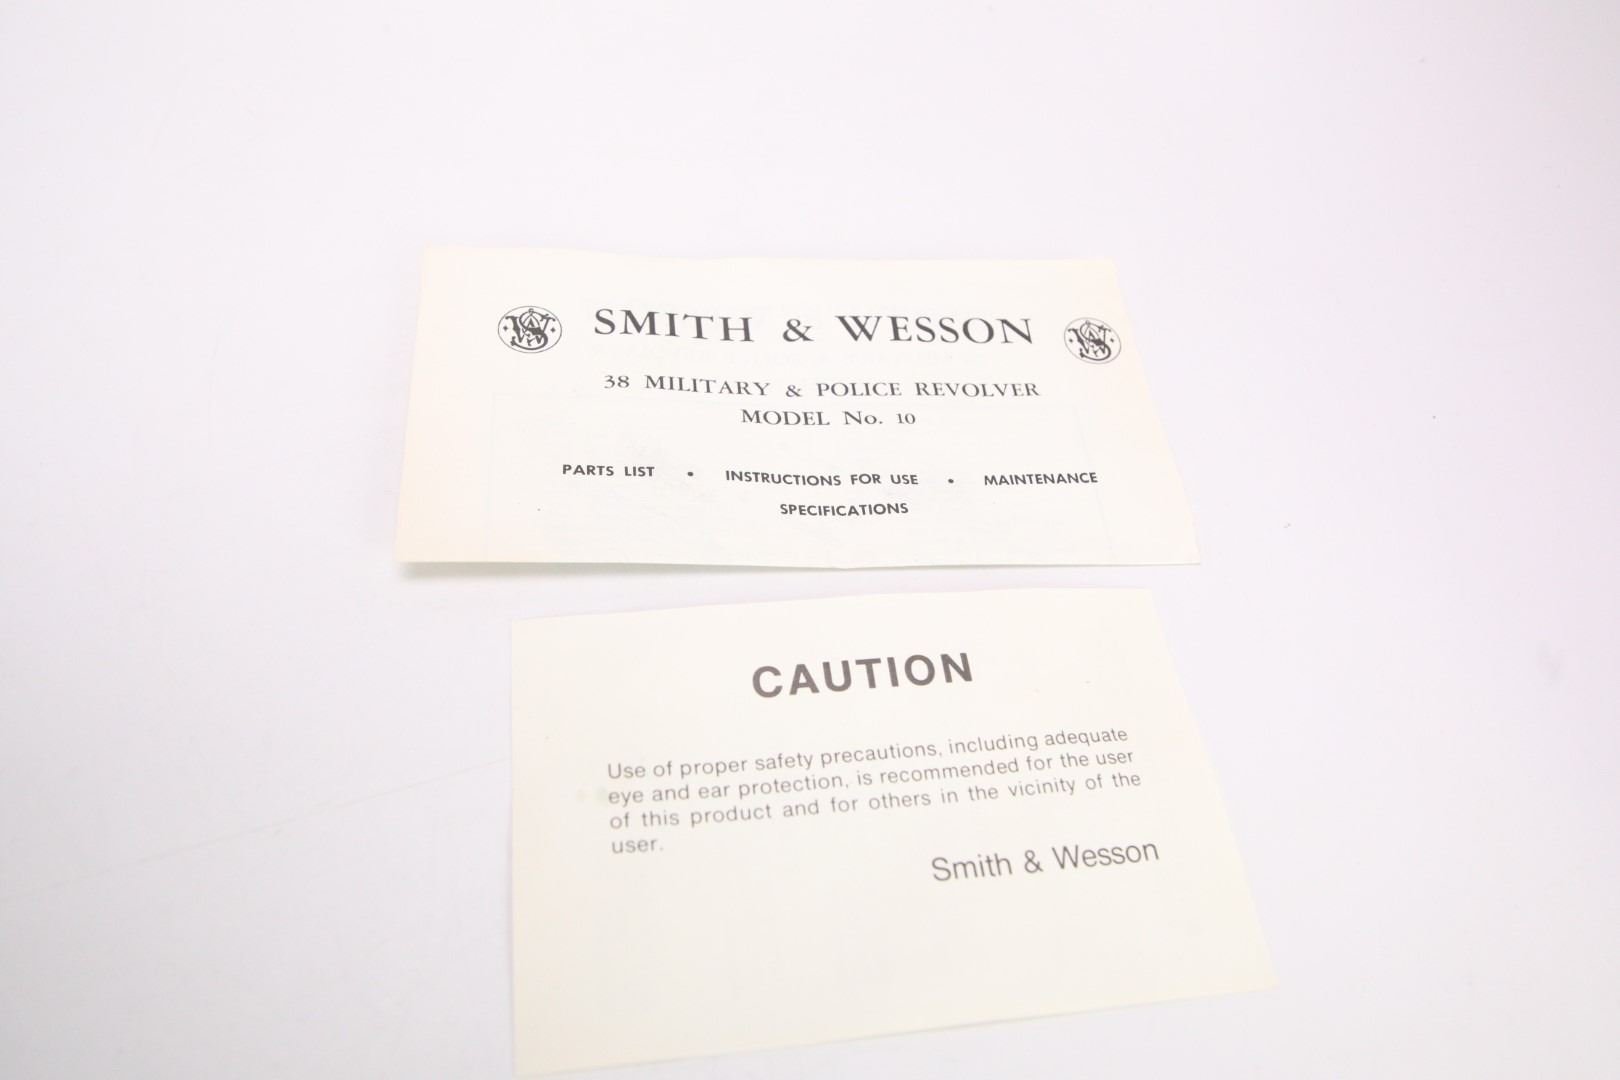 SMITH & WESSON
38 MILITARY & POLICE REVOLVER
MODEL No. 10
PARTS LIST • INSTRUCTIONS FOR USE • MAINTENANCE
SPECIFICATIONS
CAUTION
Use of proper safety precautions, including adequate
eye and ear protection, is recommended for the user
of this product and for others in the vicinity of the
user.
Smith & Wesson